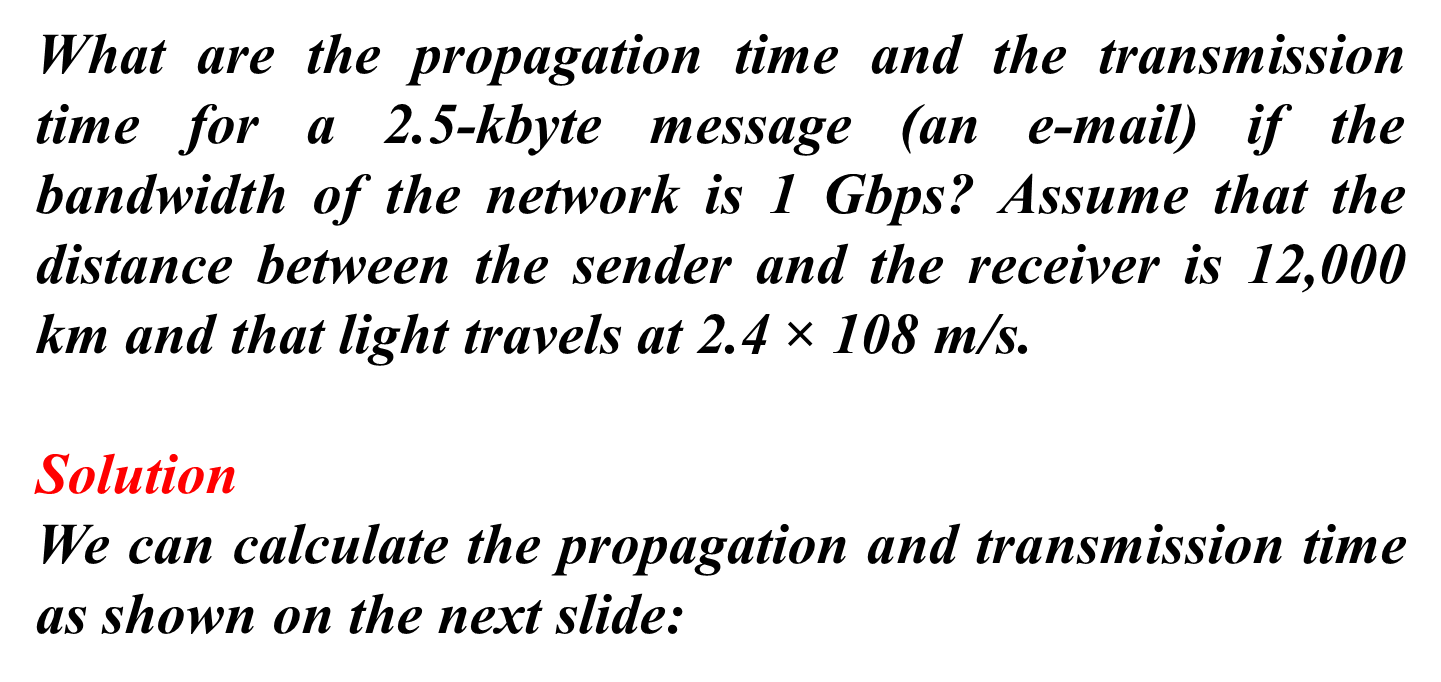 What are the propagation time and the transmission
time for a 2.5-kbyte message (an e-mail) if the
bandwidth of the network is 1 Gbps? Assume that the
distance between the sender and the receiver is 12,000
km and that light travels at 2.4 × 108 m/s.
Solution
We can calculate the propagation and transmission time
as shown on the next slide: